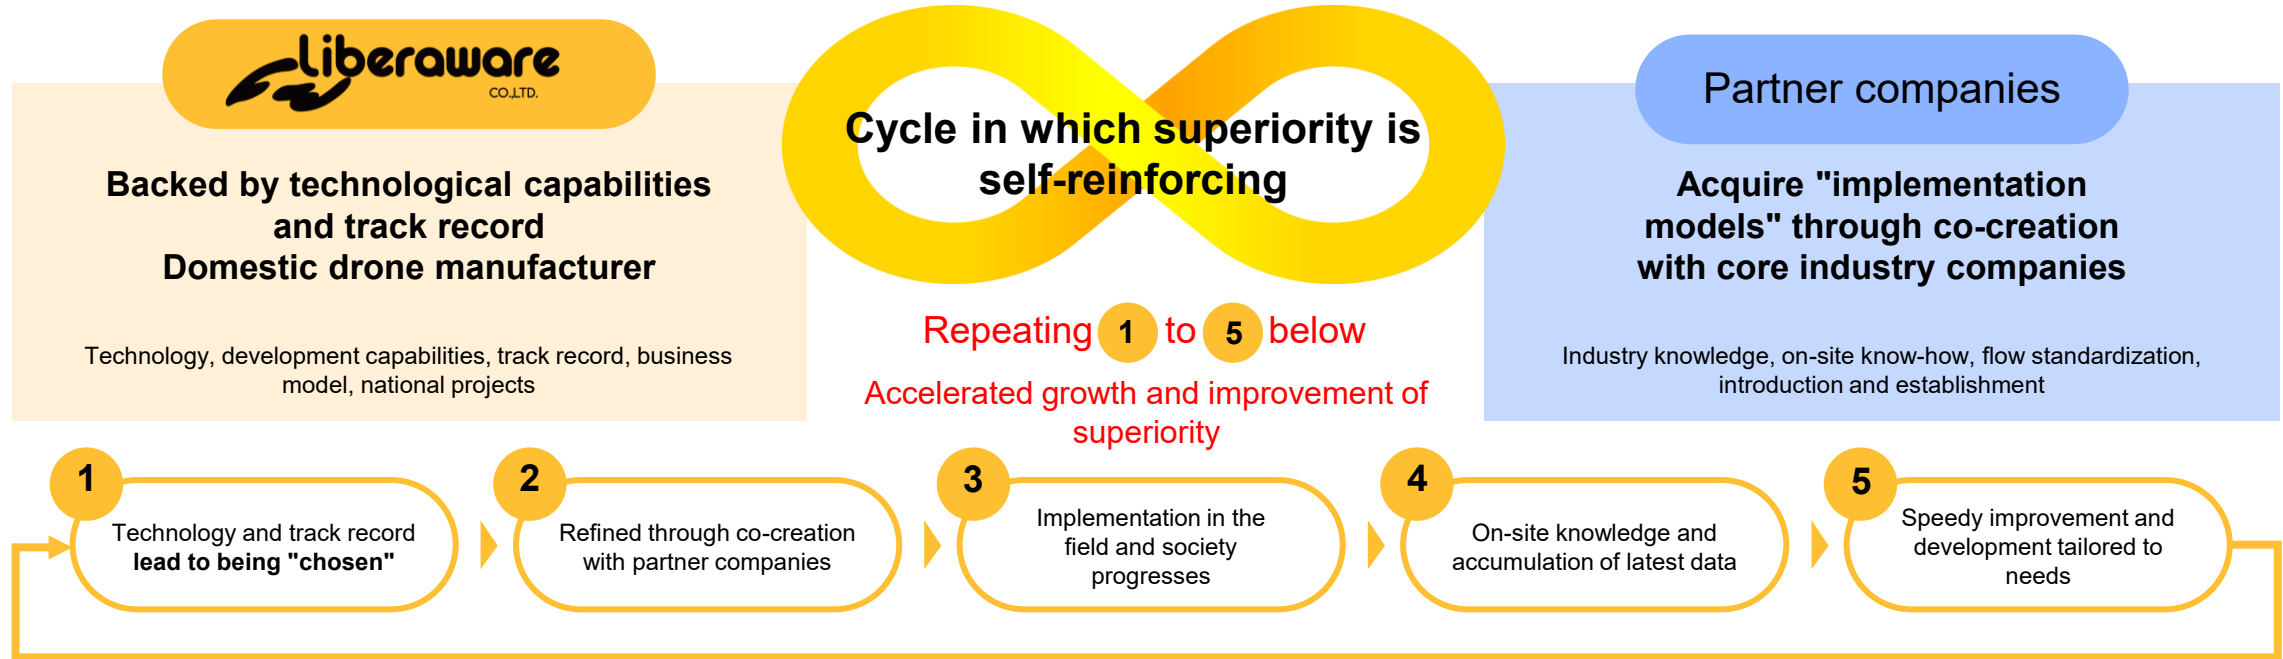 Liberaware
CO.,LTD.
Backed by technological capabilities
and track record
Domestic drone manufacturer
Technology, development capabilities, track record, business
model, national projects
Cycle in which superiority is
self-reinforcing
Repeating 1 to 5 below
Accelerated growth and improvement of
superiority
Partner companies
Acquire "implementation
models" through co-creation
with core industry companies
Industry knowledge, on-site know-how, flow standardization,
introduction and establishment
1
Technology and track record
lead to being "chosen"
2
Refined through co-creation
with partner companies
3
Implementation in the
field and society
progresses
4
On-site knowledge and
accumulation of latest data
5
Speedy improvement and
development tailored to
needs